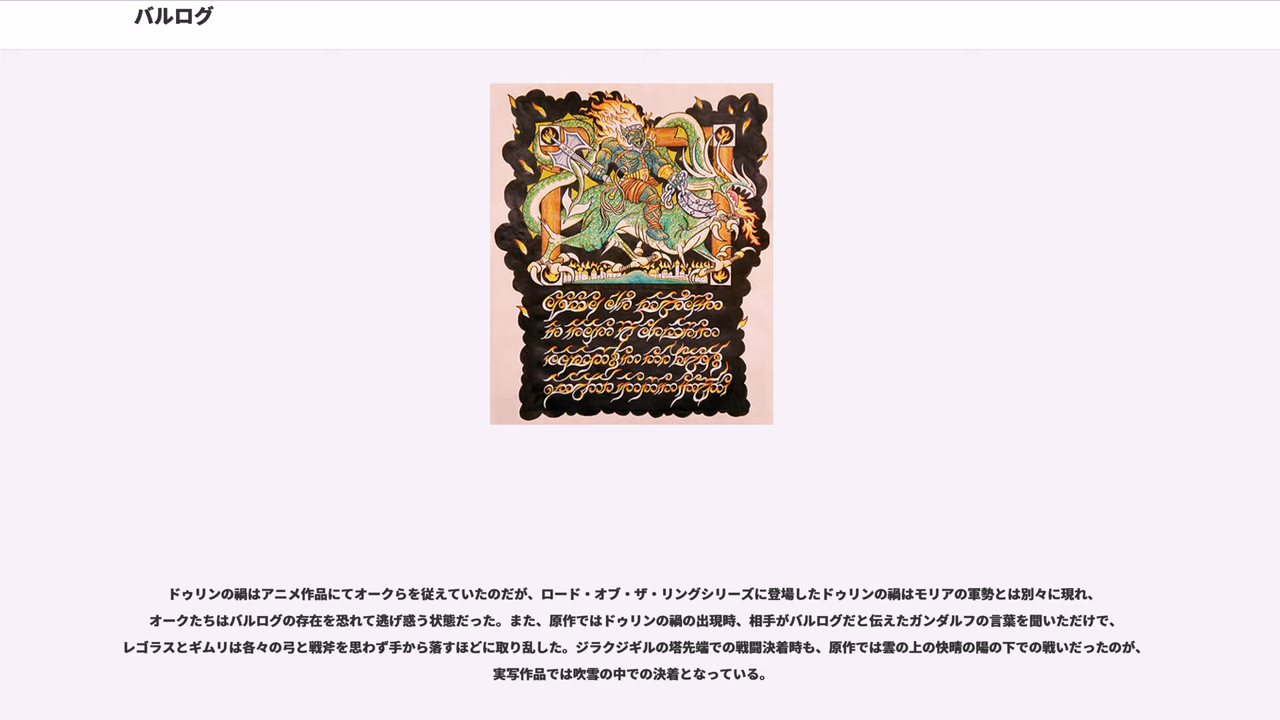 バルログ
ドゥリンの禍はアニメ作品にてオークらを従えていたのだが、ロード・オブ・ザ・リングシリーズに登場したドゥリンの禍はモリアの軍勢とは別々に現れ、
オークたちはバルログの存在を恐れて逃げ惑う状態だった。また、原作ではドゥリンの禍の出現時、相手がバルログだと伝えたガンダルフの言葉を聞いただけで、
レゴラスとギムリは各々の弓と戦斧を思わず手から落すほどに取り乱した。ジラクジギルの塔先端での戦闘決着時も、原作では雲の上の快晴の陽の下での戦いだったのが、
実写作品では吹雪の中での決着となっている。